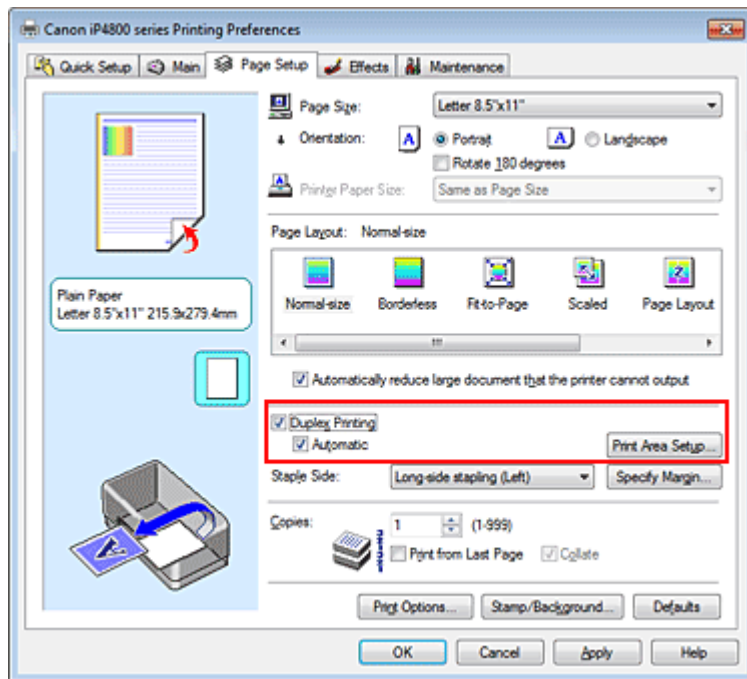 Canon iP4800 series Printing Preferences
Quick Setup Main Page Setup Effects Maintenance
Page Size: Letter 8.5"x11"
Orientation: A Portrait A Landscape
Rotate 180 degrees
Printer Paper Size: Same as Page Size
Page Layout: Normal-size
Normal-size Borderless Fit-to-Page Scaled Page Layout
Plain Paper
Letter 8.5"x11" 215.9x279.4mm
Automatically reduce large document that the printer cannot output
Duplex Printing
Automatic Print Area Setup...
Staple Side: Long-side stapling (Left) Specify Margin...
Copies: 1 (1-999)
Print from Last Page Collate
Print Options... Stamp/Background... Defaults
OK Cancel Apply Help